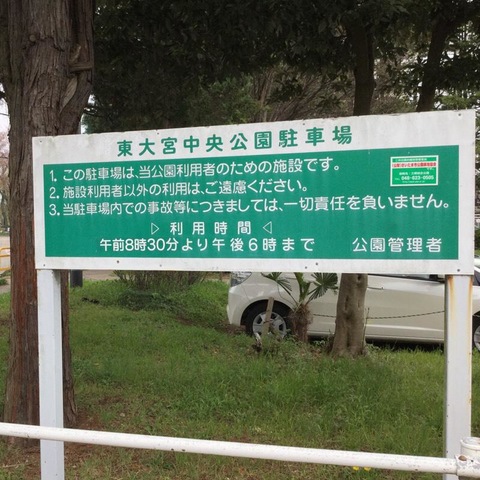 東大宮中央公園駐車場
1. この駐車場は、当公園利用者のための施設です。
2. 施設利用者以外の利用は、ご遠慮ください。
3. 当駐車場内での事故等につきましては、一切責任を負いません。
▷ 利用時間 ◁
午前8時30分より午後6時まで 公園管理者
048-623-0505